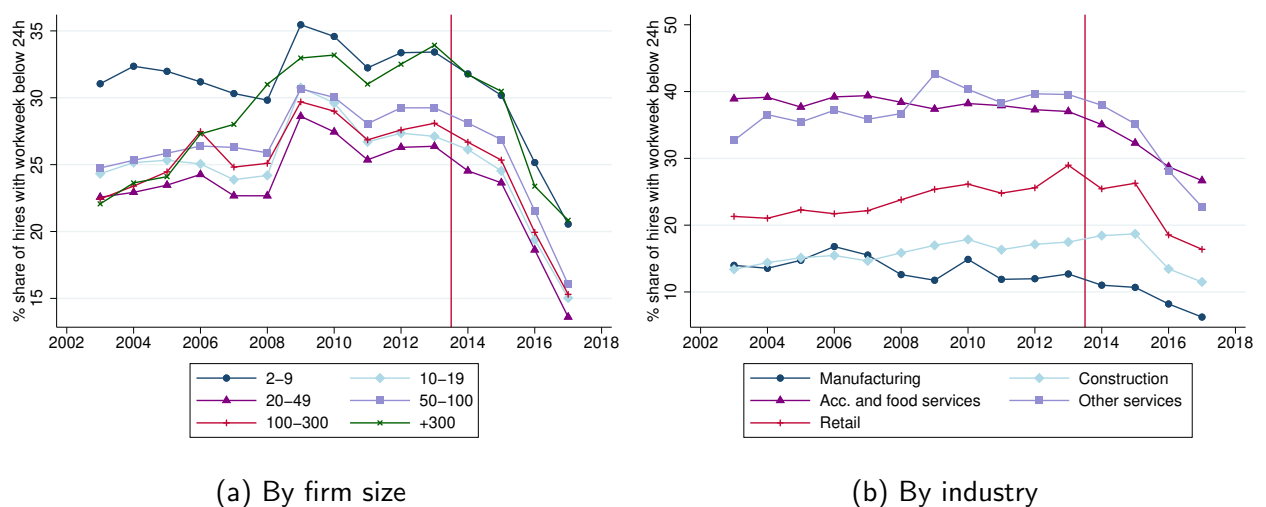 % share of hires with workweek below 24h
35
30
25
20
15
2002 2004 2006 2008 2010 2012 2014 2016 2018
2–9 10–19
20–49 50–100
100–300 +300
(a) By firm size
% share of hires with workweek below 24h
50
40
30
20
10
2002 2004 2006 2008 2010 2012 2014 2016 2018
Manufacturing Construction
Acc. and food services Other services
Retail
(b) By industry